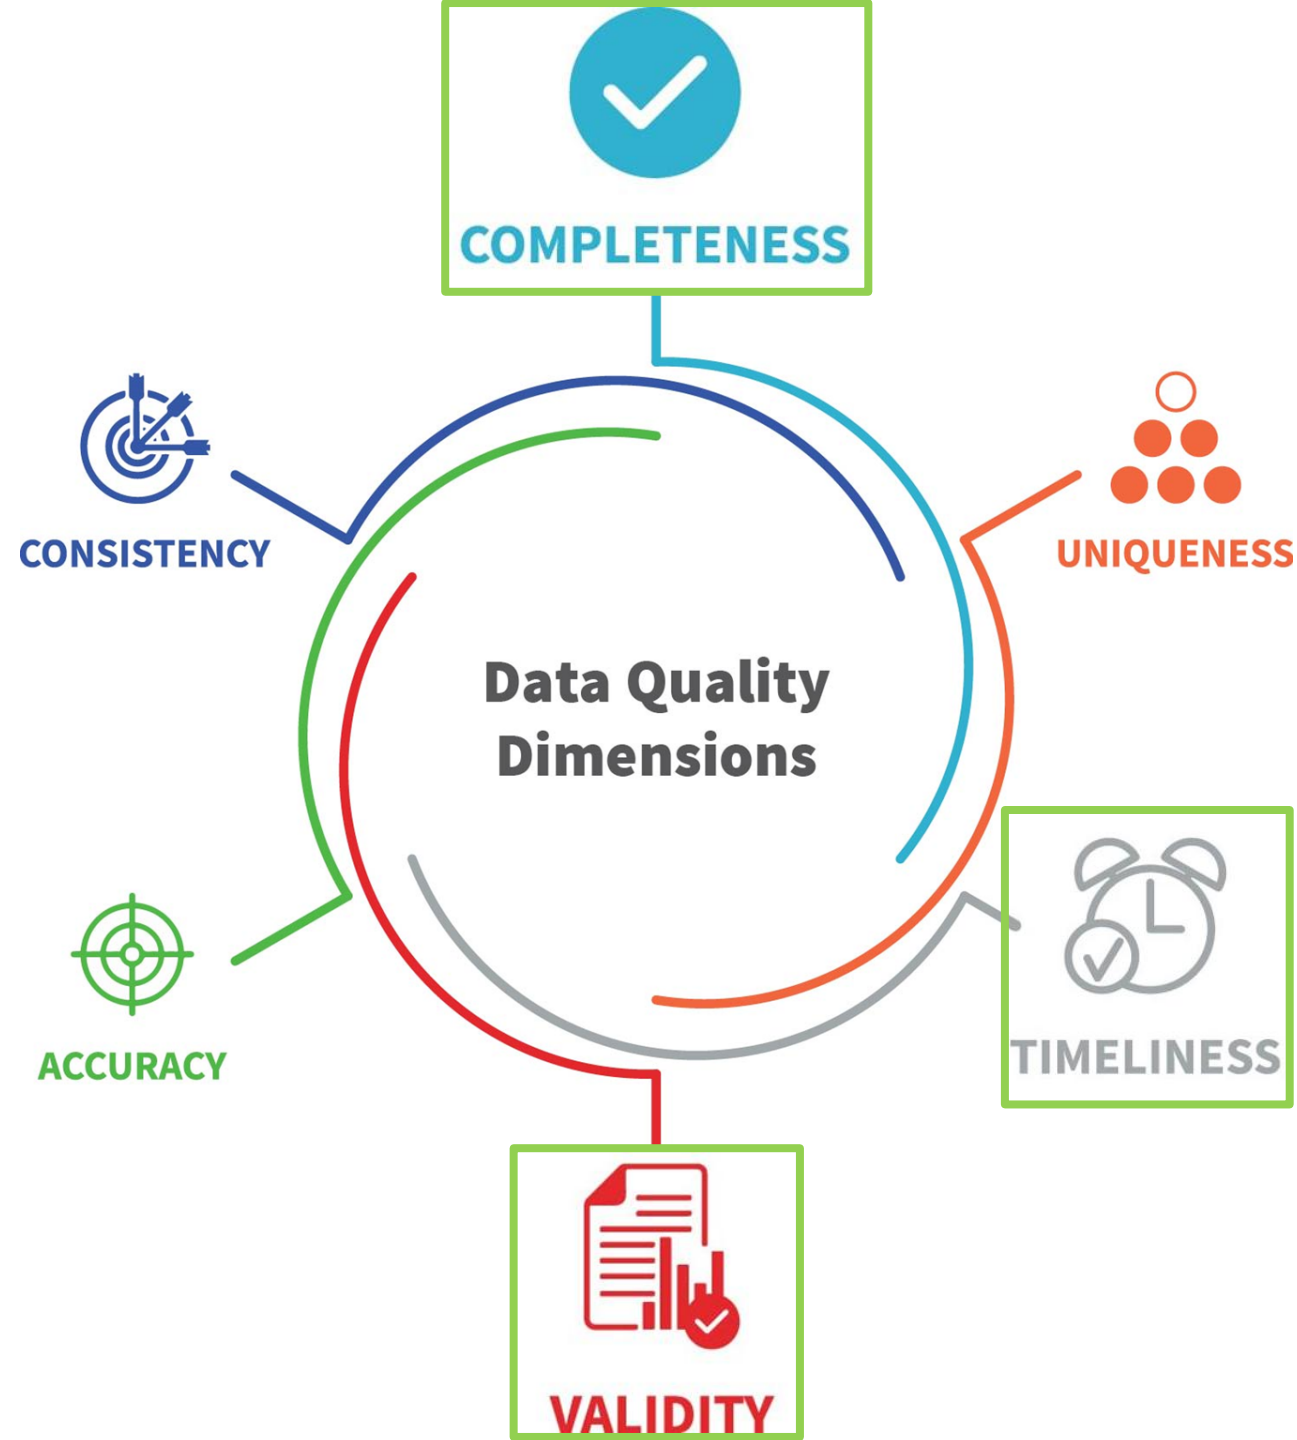 COMPLETENESS
CONSISTENCY
UNIQUENESS
Data Quality
Dimensions
TIMELINESS
ACCURACY
VALIDITY